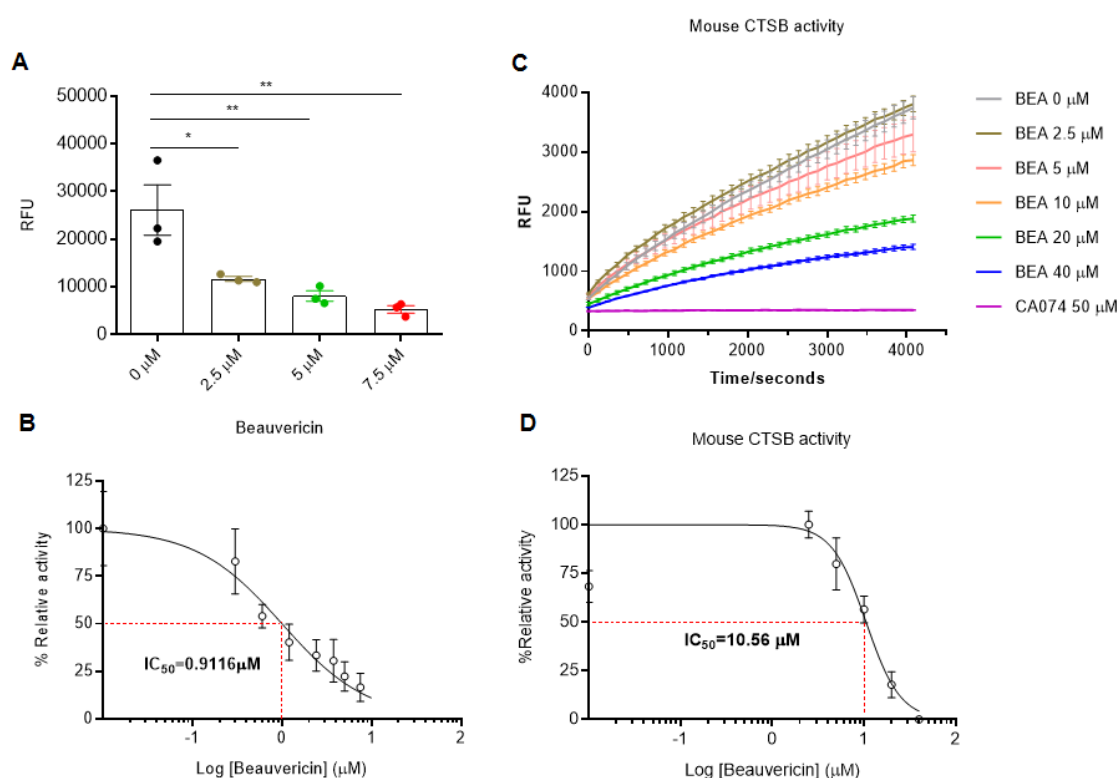 A
RFU
50000
40000
30000
20000
10000
0
*
**
**
0 µM
2.5 µM
5 µM
7.5 µM
Mouse CTSB activity
C
RFU
4000
3000
2000
1000
0
0
1000
2000
3000
4000
Time/seconds
BEA 0 µM
BEA 2.5 µM
BEA 5 µM
BEA 10 µM
BEA 20 µM
BEA 40 µM
CA074 50 µM
B
Beauvericin
% Relative activity
125
100
75
50
25
0
IC50=0.9116µM
-1
0
1
2
Log [Beauvericin] (µM)
D
Mouse CTSB activity
%Relative activity
125
100
75
50
25
0
IC50=10.56 µM
-1
0
1
2
Log [Beauvericin] (µM)